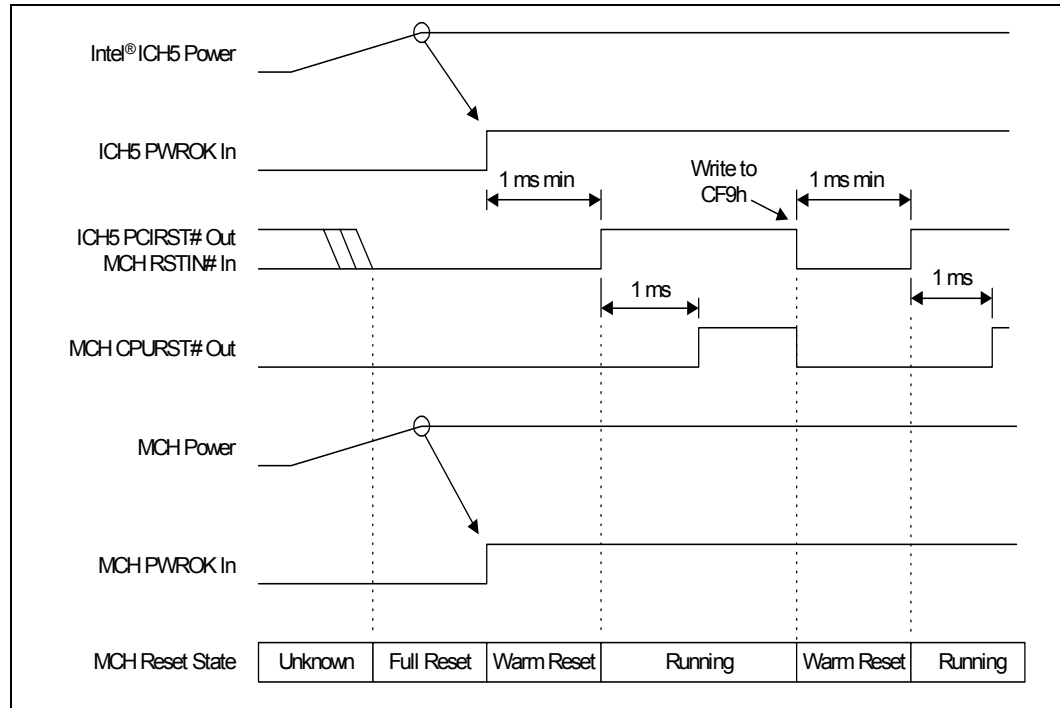 Intel® ICH5 Power
ICH5 PWROK In
1 ms min
Write to
CF9h
1 ms min
ICH5 PCIRST# Out
MCH RSTIN# In
1 ms
1 ms
MCH CPURST# Out
MCH Power
MCH PWROK In
MCH Reset State
Unknown
Full Reset
Warm Reset
Running
Warm Reset
Running